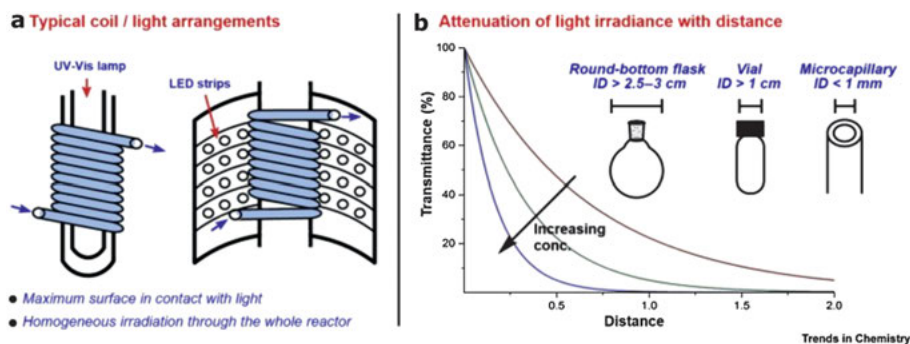 a Typical coil / light arrangements
UV-Vis lamp
LED strips
● Maximum surface in contact with light
● Homogeneous irradiation through the whole reactor
b Attenuation of light irradiance with distance
Round-bottom flask
ID > 2.5–3 cm
Vial
ID > 1 cm
Microcapillary
ID < 1 mm
Transmittance (%)
100
80
60
40
20
Increasing
conc.
0.5
1.0
1.5
2.0
Distance
Trends in Chemistry